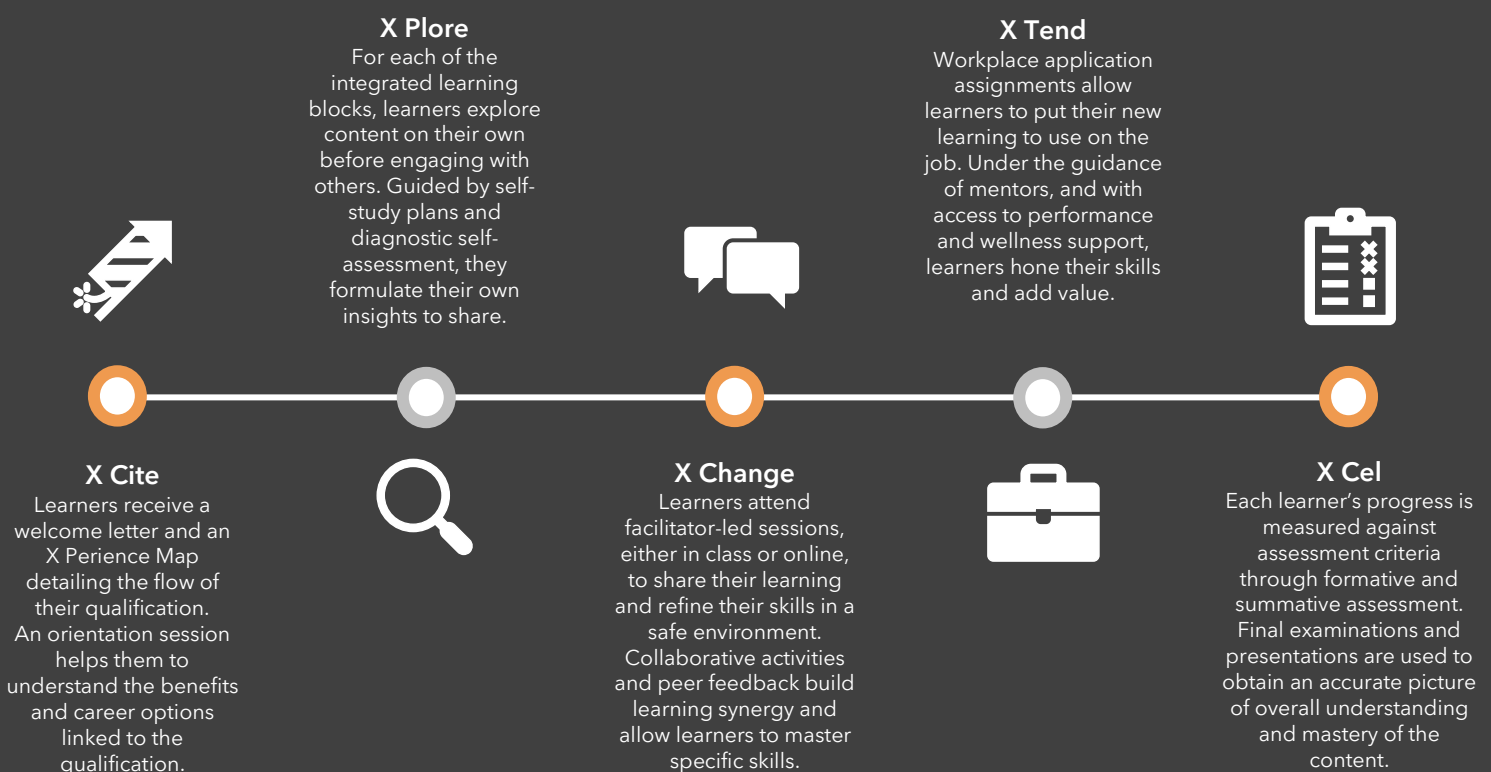 X Cite
Learners receive a
welcome letter and an
X Perience Map
detailing the flow of
their qualification.
An orientation session
helps them to
understand the benefits
and career options
linked to the
qualification.
X Plore
For each of the
integrated learning
blocks, learners explore
content on their own
before engaging with
others. Guided by self-
study plans and
diagnostic self-
assessment, they
formulate their own
insights to share.
X Change
Learners attend
facilitator-led sessions,
either in class or online,
to share their learning
and refine their skills in a
safe environment.
Collaborative activities
and peer feedback build
learning synergy and
allow learners to master
specific skills.
X Tend
Workplace application
assignments allow
learners to put their new
learning to use on the
job. Under the guidance
of mentors, and with
access to performance
and wellness support,
learners hone their skills
and add value.
X Cel
Each learner’s progress is
measured against
assessment criteria
through formative and
summative assessment.
Final examinations and
presentations are used to
obtain an accurate picture
of overall understanding
and mastery of the
content.